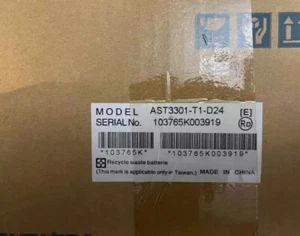 MODEL AST3301-T1-D24 [E]
SERIAL No. 103765K003919 Ro
*103765K* *103765K003919*
Recycle waste batterie
(This mark is applicable only in Taiwan.) MADE IN CHINA